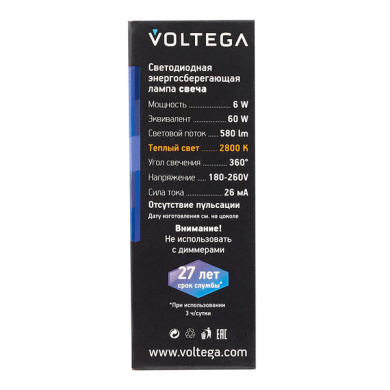 VOLTEGA
Светодиодная
энергосберегающая
лампа свеча
Мощность 6 W
Эквивалент 60 W
Световой поток 580 lm
Теплый свет 2800 K
Угол свечения 360°
Напряжение 180-260V
Сила тока 26 мА
Отсутствие пульсации
Дату изготовления см. на цоколе
Внимание!
Не использовать
с диммерами
27 лет
срок службы*
*При использовании
3 ч/сутки
EAC
www.voltega.com